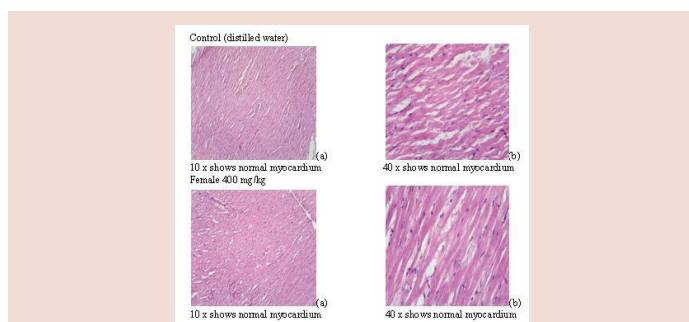 Control (distilled water)
(a)
(b)
10 x shows normal myocardium
40 x shows normal myocardium
Female 400 mg/kg
(a)
(b)
10 x shows normal myocardium
40 x shows normal myocardium